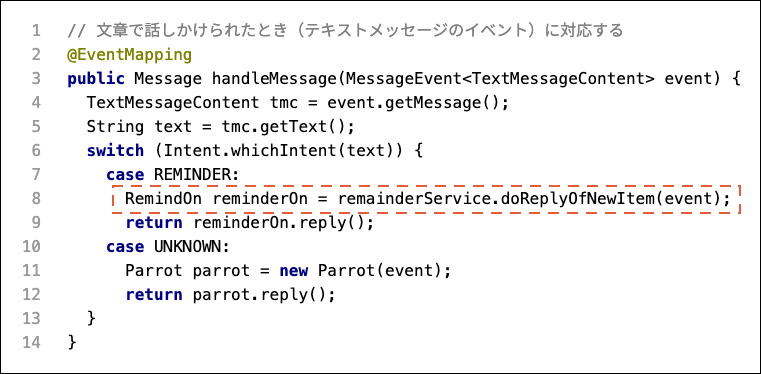 1 // 文章で話しかけられたとき（テキストメッセージのイベント）に対応する
2 @EventMapping
3 public Message handleMessage(MessageEvent<TextMessageContent> event) {
4 TextMessageContent tmc = event.getMessage();
5 String text = tmc.getText();
6 switch (Intent.whichIntent(text)) {
7 case REMINDER:
8 RemindOn reminderOn = remainderService.doReplyOfNewItem(event);
9 return reminderOn.reply();
10 case UNKNOWN:
11 Parrot parrot = new Parrot(event);
12 return parrot.reply();
13 }
14 }